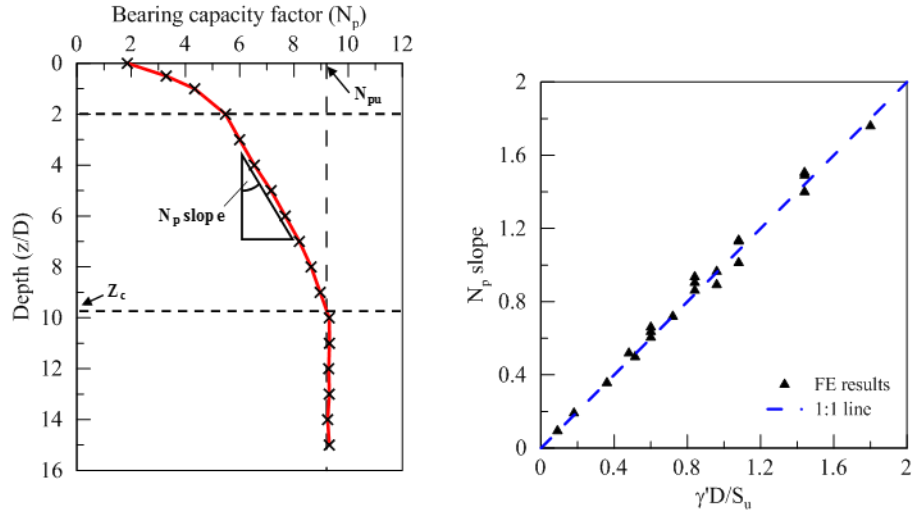 Bearing capacity factor (Nₚ)
0 2 4 6 8 10 12
0
2
4
6
8
10
12
14
16
Depth (z/D)
Nₚᵤ
Nₚ slop e
Z꜀
2
1.6
1.2
0.8
0.4
0
Nₚ slope
FE results
1:1 line
0 0.4 0.8 1.2 1.6 2
γ'D/Sᵤ